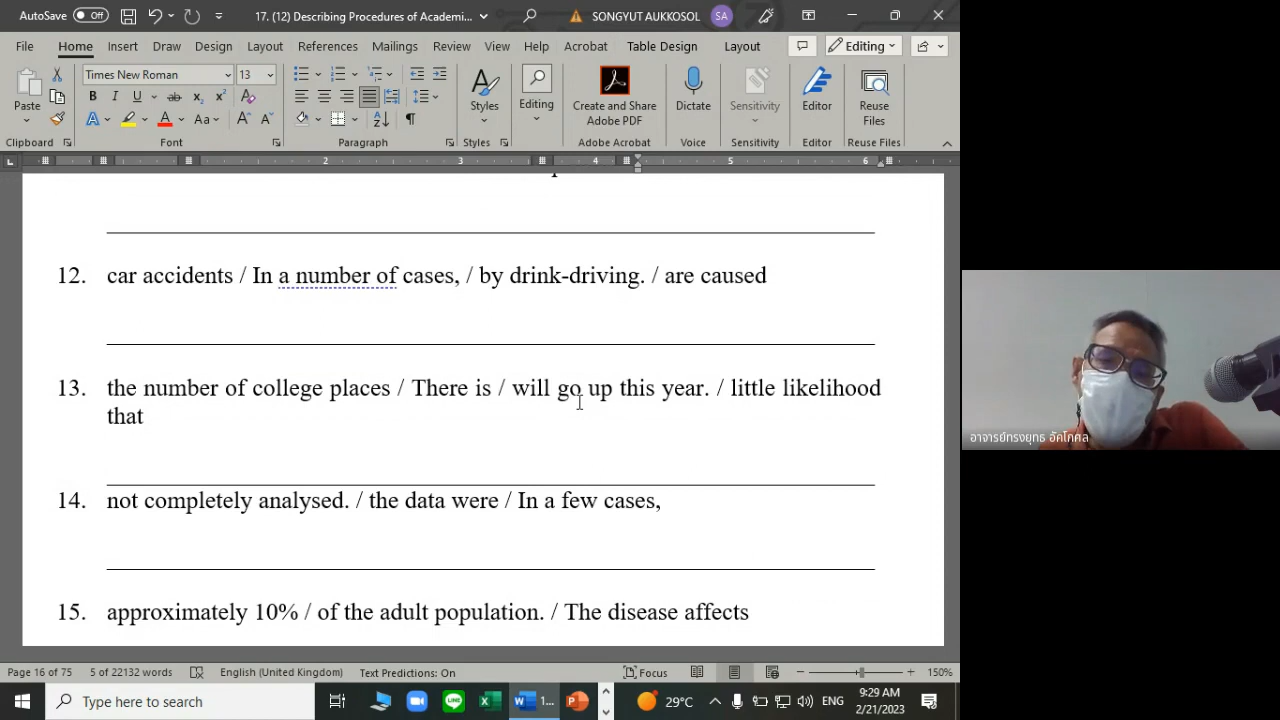 AutoSave Off 17. (12) Describing Procedures of Academi... SONGYUT AUKKOSOL SA
File Home Insert Draw Design Layout References Mailings Review View Help Acrobat Table Design Layout Editing
Times New Roman 13
Paste Styles Editing Create and Share Adobe PDF Dictate Sensitivity Editor Reuse Files
Clipboard Font Paragraph Styles Adobe Acrobat Voice Sensitivity Editor Reuse Files
2 3 4 5 6
12. car accidents / In a number of cases, / by drink-driving. / are caused
13. the number of college places / There is / will go up this year. / little likelihood
that
14. not completely analysed. / the data were / In a few cases,
15. approximately 10% / of the adult population. / The disease affects
อาจารย์ทรงยุทธ อัคโกศล
Page 16 of 75 5 of 22132 words English (United Kingdom) Text Predictions: On Focus 150%
Type here to search 1... 29°C ENG 9:29 AM
2/21/2023